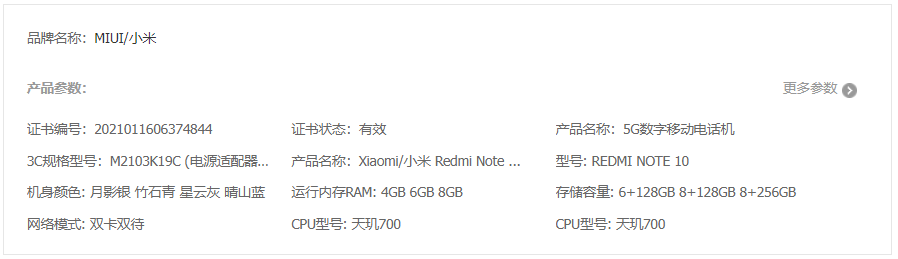 品牌名称：MIUI/小米
产品参数： 更多参数
证书编号：2021011606374844 证书状态：有效 产品名称：5G数字移动电话机
3C规格型号：M2103K19C (电源适配器... 产品名称：Xiaomi/小米 Redmi Note ... 型号: REDMI NOTE 10
机身颜色: 月影银 竹石青 星云灰 晴山蓝 运行内存RAM: 4GB 6GB 8GB 存储容量: 6+128GB 8+128GB 8+256GB
网络模式: 双卡双待 CPU型号: 天玑700 CPU型号: 天玑700